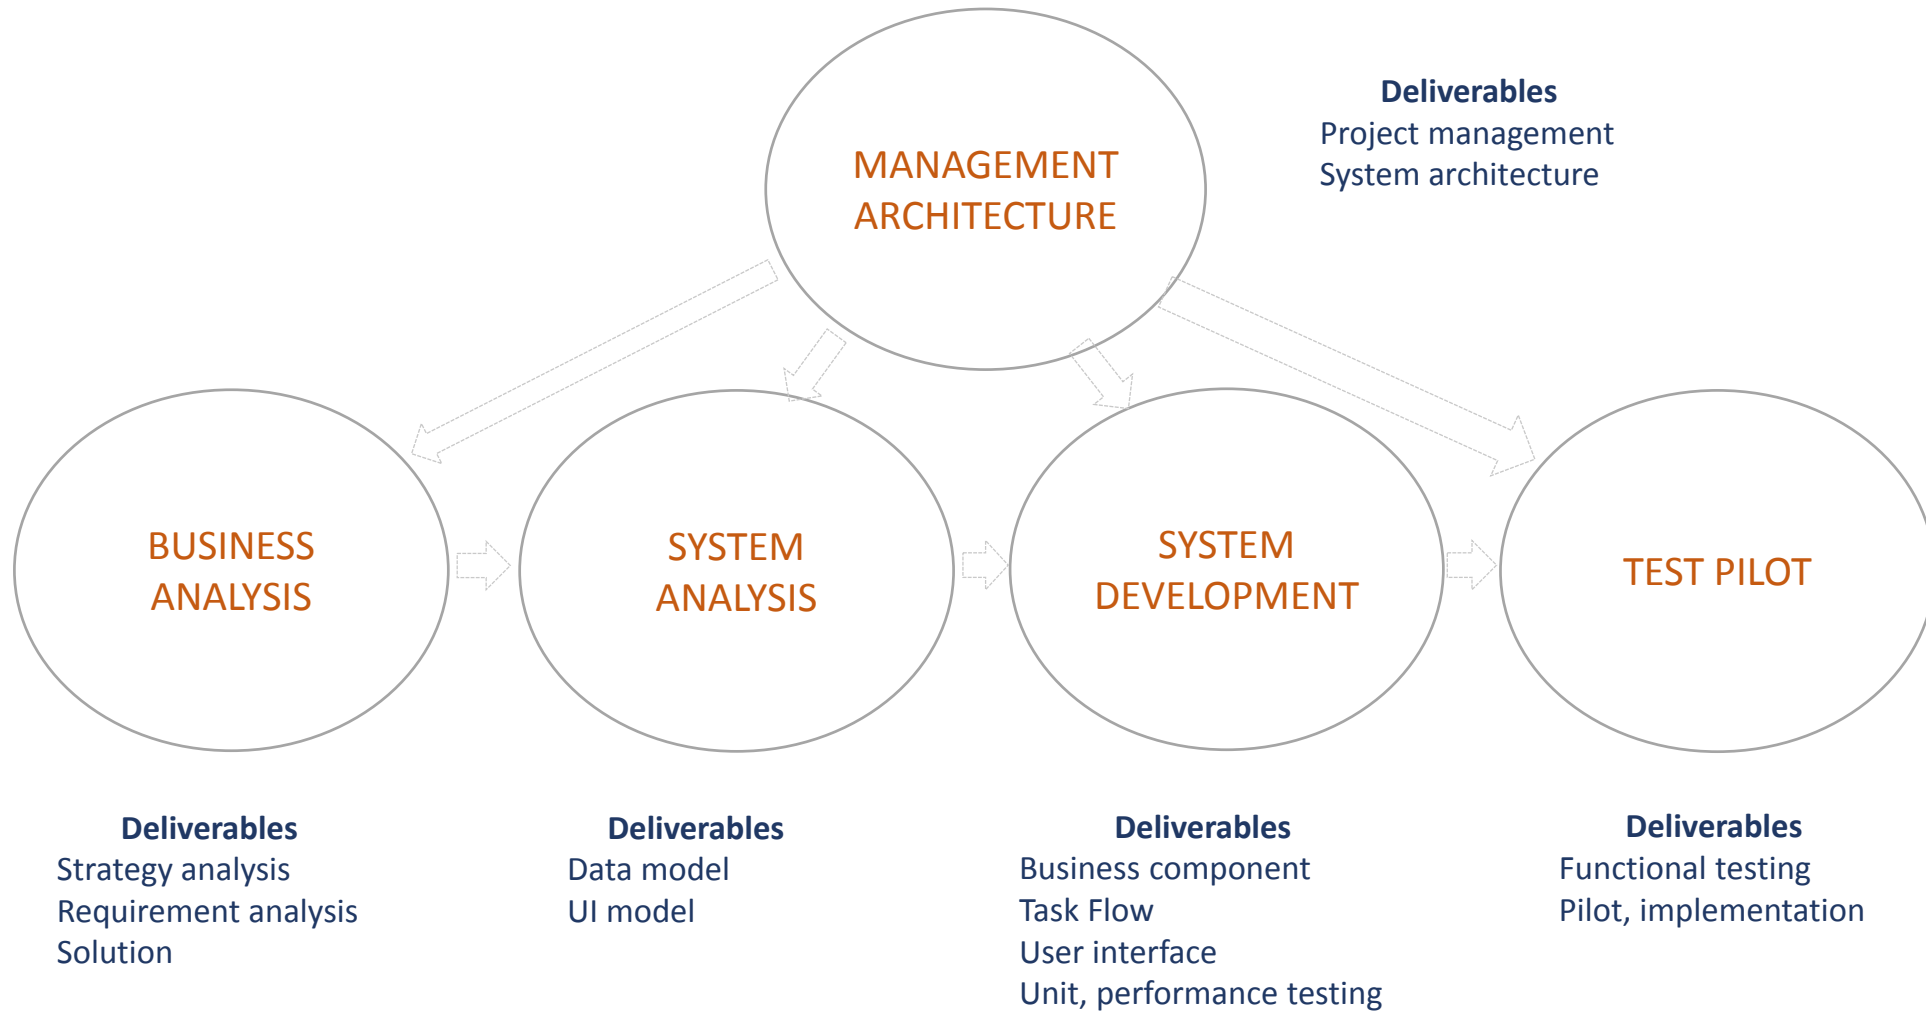 MANAGEMENT
ARCHITECTURE
Deliverables
Project management
System architecture
BUSINESS
ANALYSIS
SYSTEM
ANALYSIS
SYSTEM
DEVELOPMENT
TEST PILOT
Deliverables
Strategy analysis
Requirement analysis
Solution
Deliverables
Data model
UI model
Deliverables
Business component
Task Flow
User interface
Unit, performance testing
Deliverables
Functional testing
Pilot, implementation